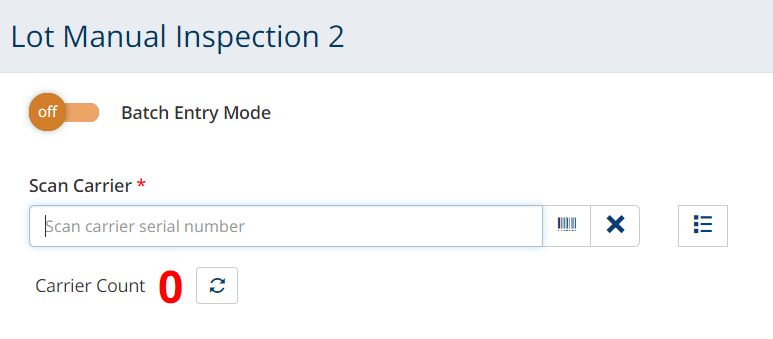 Lot Manual Inspection 2
off Batch Entry Mode
Scan Carrier *
Scan carrier serial number
Carrier Count 0